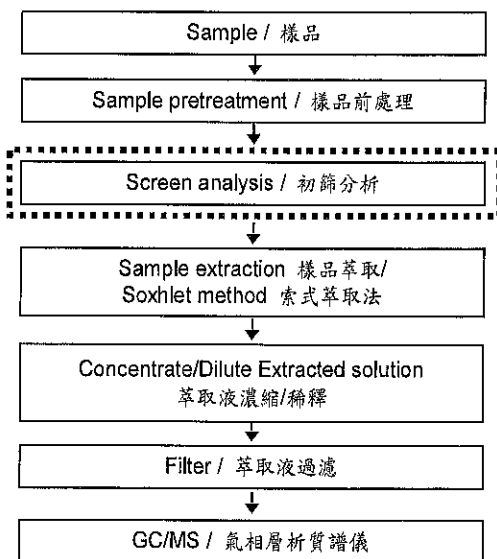 Sample / 樣品
Sample pretreatment / 樣品前處理
Screen analysis / 初篩分析
Sample extraction 樣品萃取/
Soxhlet method 索式萃取法
Concentrate/Dilute Extracted solution
萃取液濃縮/稀釋
Filter / 萃取液過濾
GC/MS / 氣相層析質譜儀